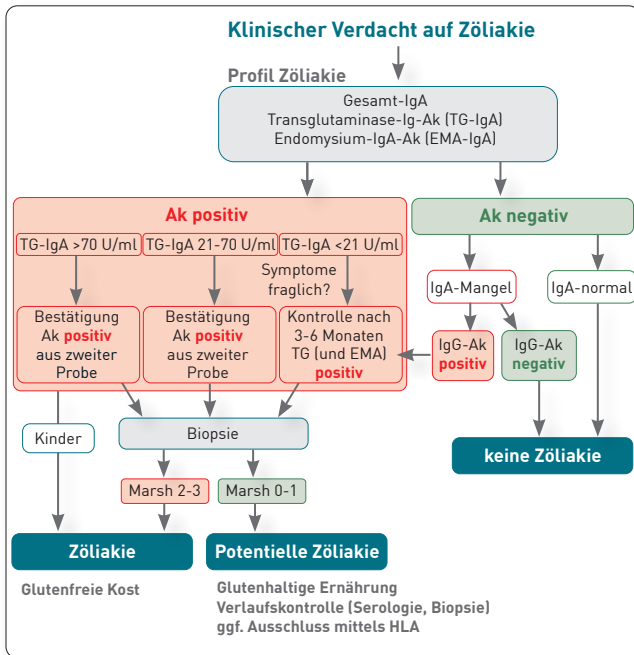 Klinischer Verdacht auf Zöliakie
Profil Zöliakie
Gesamt-IgA
Transglutaminase-Ig-Ak (TG-IgA)
Endomysium-IgA-Ak (EMA-IgA)
Ak positiv
Ak negativ
TG-IgA >70 U/ml
TG-IgA 21-70 U/ml
TG-IgA <21 U/ml
Symptome
fraglich?
IgA-Mangel
IgA-normal
Bestätigung
Ak positiv
aus zweiter
Probe
Bestätigung
Ak positiv
aus zweiter
Probe
Kontrolle nach
3-6 Monaten
TG (und EMA)
positiv
IgG-Ak
positiv
IgG-Ak
negativ
Kinder
Biopsie
keine Zöliakie
Marsh 2-3
Marsh 0-1
Zöliakie
Potentielle Zöliakie
Glutenfreie Kost
Glutenhaltige Ernährung
Verlaufskontrolle (Serologie, Biopsie)
ggf. Ausschluss mittels HLA